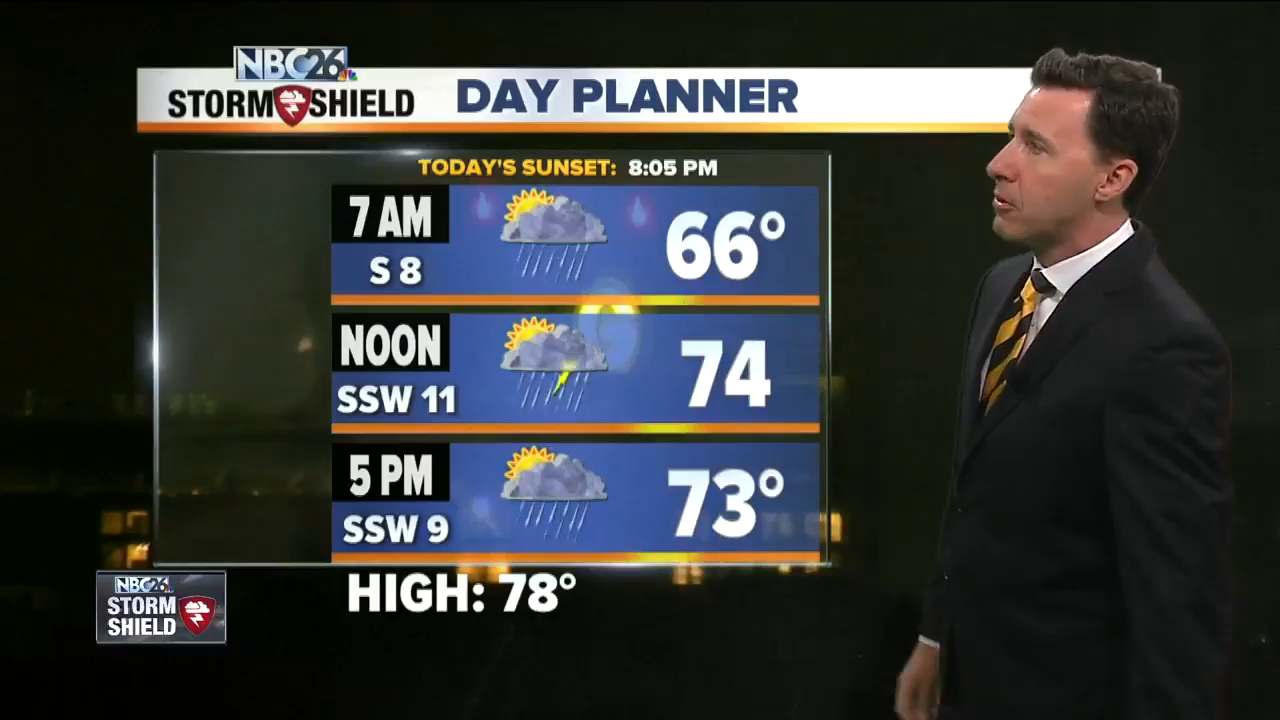 NBC26
STORM SHIELD
DAY PLANNER
TODAY'S SUNSET: 8:05 PM
7 AM
S 8
66°
NOON
SSW 11
74
5 PM
SSW 9
73°
HIGH: 78°
NBC26
STORM
SHIELD